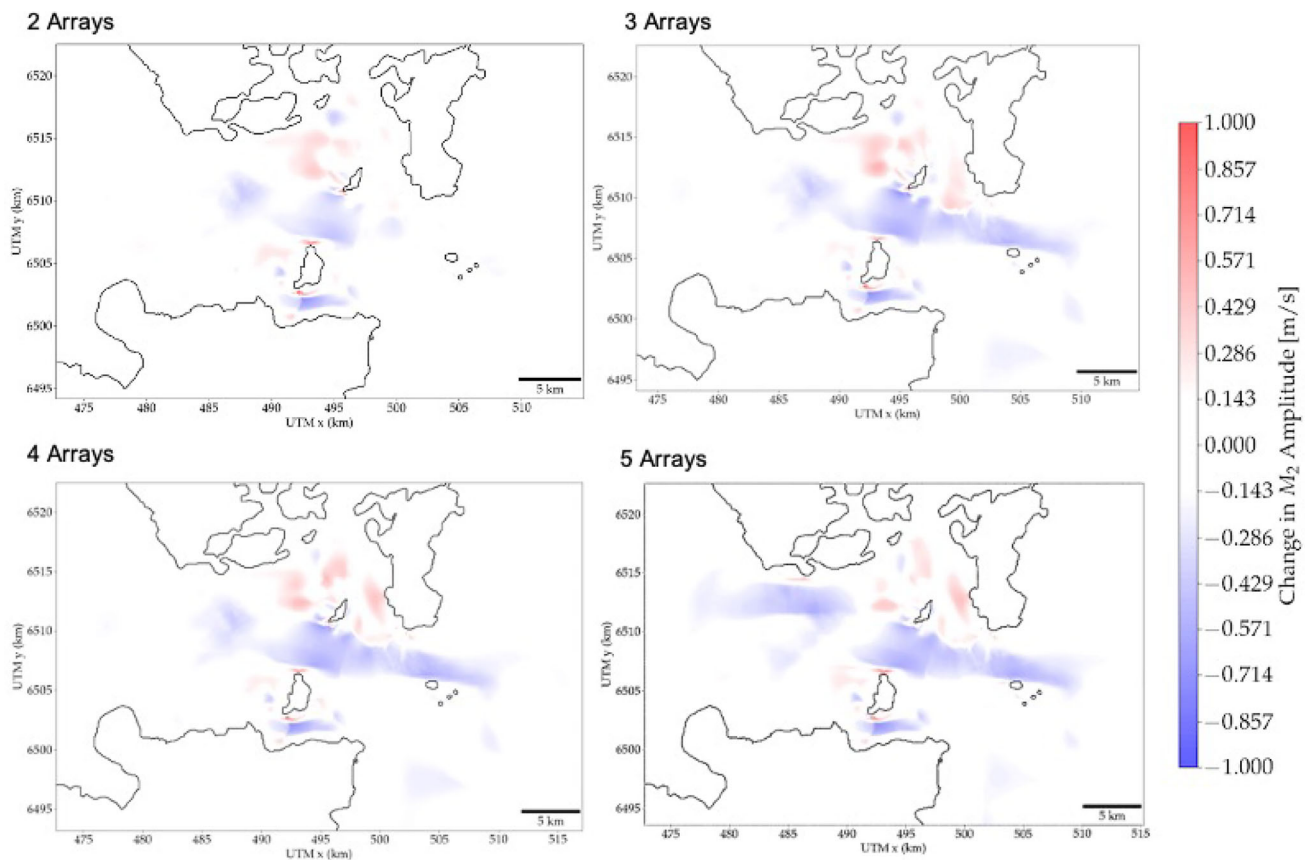 2 Arrays
6520
6515
6510
6505
6500
6495
UTM y (km)
475 480 485 490 495 500 505 510
UTM x (km)
5 km
3 Arrays
6520
6515
6510
6505
6500
6495
UTM y (km)
475 480 485 490 495 500 505 510
UTM x (km)
5 km
4 Arrays
6520
6515
6510
6505
6500
6495
UTM y (km)
475 480 485 490 495 500 505 510
UTM x (km)
5 km
5 Arrays
6520
6515
6510
6505
6500
6495
UTM y (km)
475 480 485 490 495 500 505 510 515
UTM x (km)
5 km
1.000
0.857
0.714
0.571
0.429
0.286
0.143
0.000
−0.143
−0.286
−0.429
−0.571
−0.714
−0.857
−1.000
Change in M₂ Amplitude [m/s]